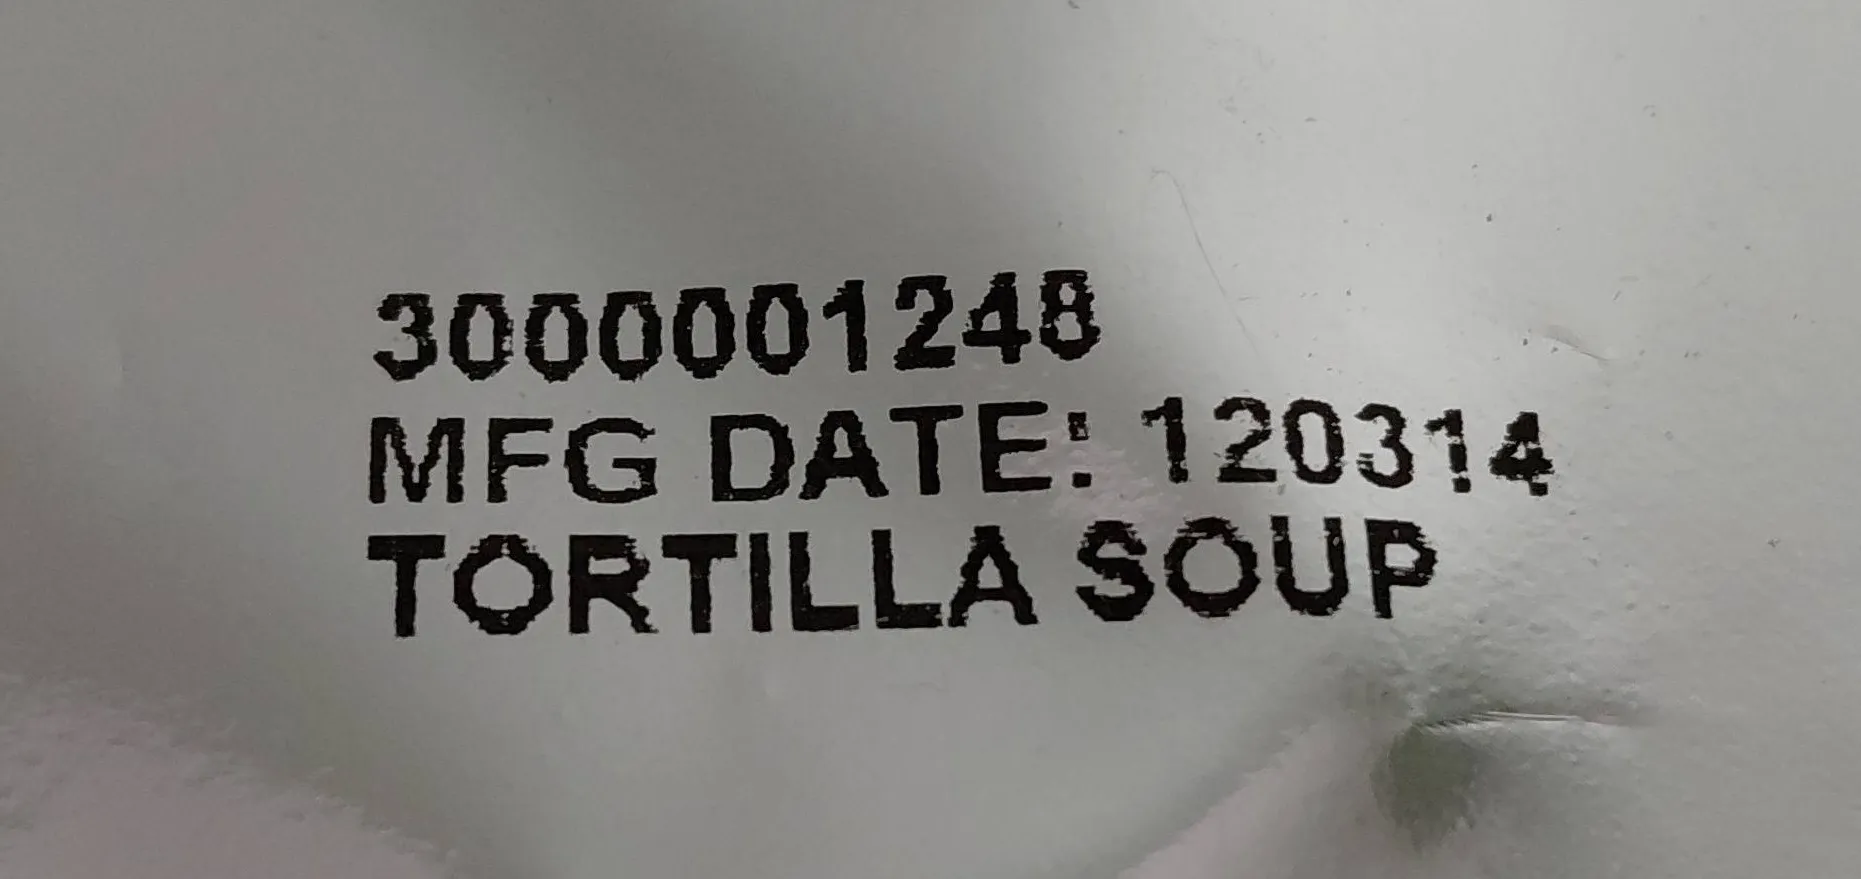 3000001248
MFG DATE: 120314
TORTILLA SOUP